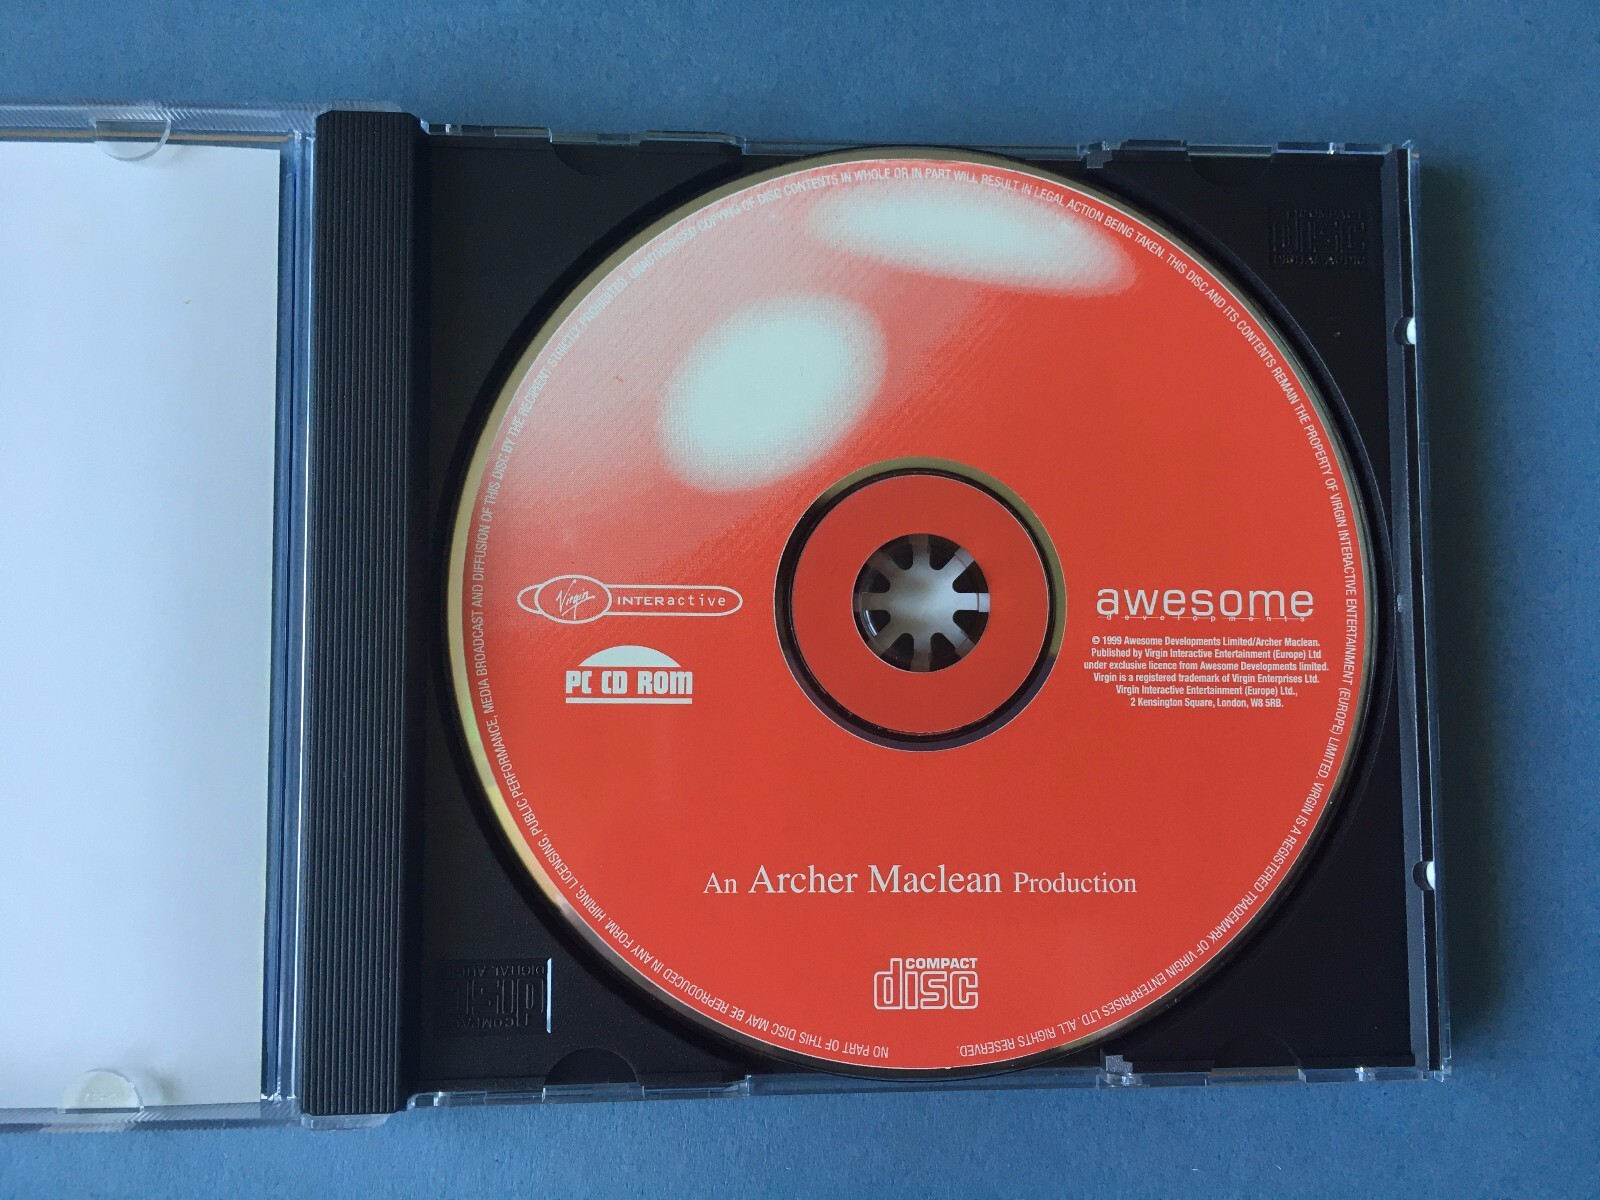 NO PART OF THIS DISC MAY BE REPRODUCED IN ANY FORM. HIRING, LICENSING, PUBLIC PERFORMANCE, MEDIA BROADCAST AND DIFFUSION OF THIS DISC BY THE RECIPIENT STRICTLY PROHIBITED. UNAUTHORISED COPYING OF DISC CONTENTS IN WHOLE OR IN PART WILL RESULT IN LEGAL ACTION BEING TAKEN. THIS DISC AND ITS CONTENTS REMAIN THE PROPERTY OF VIRGIN INTERACTIVE ENTERTAINMENT (EUROPE) LIMITED. VIRGIN IS A REGISTERED TRADEMARK OF VIRGIN ENTERPRISES LTD. ALL RIGHTS RESERVED.
COMPACT
DISC
DIGITAL AUDIO
Virgin INTERactive
PC CD ROM
awesome
developments
© 1999 Awesome Developments Limited/Archer Maclean.
Published by Virgin Interactive Entertainment (Europe) Ltd
under exclusive licence from Awesome Developments limited.
Virgin is a registered trademark of Virgin Enterprises Ltd.
Virgin Interactive Entertainment (Europe) Ltd.,
2 Kensington Square, London, W8 5RB.
An Archer Maclean Production
COMPACT
disc
COMPACT
DISC
DIGITAL AUDIO